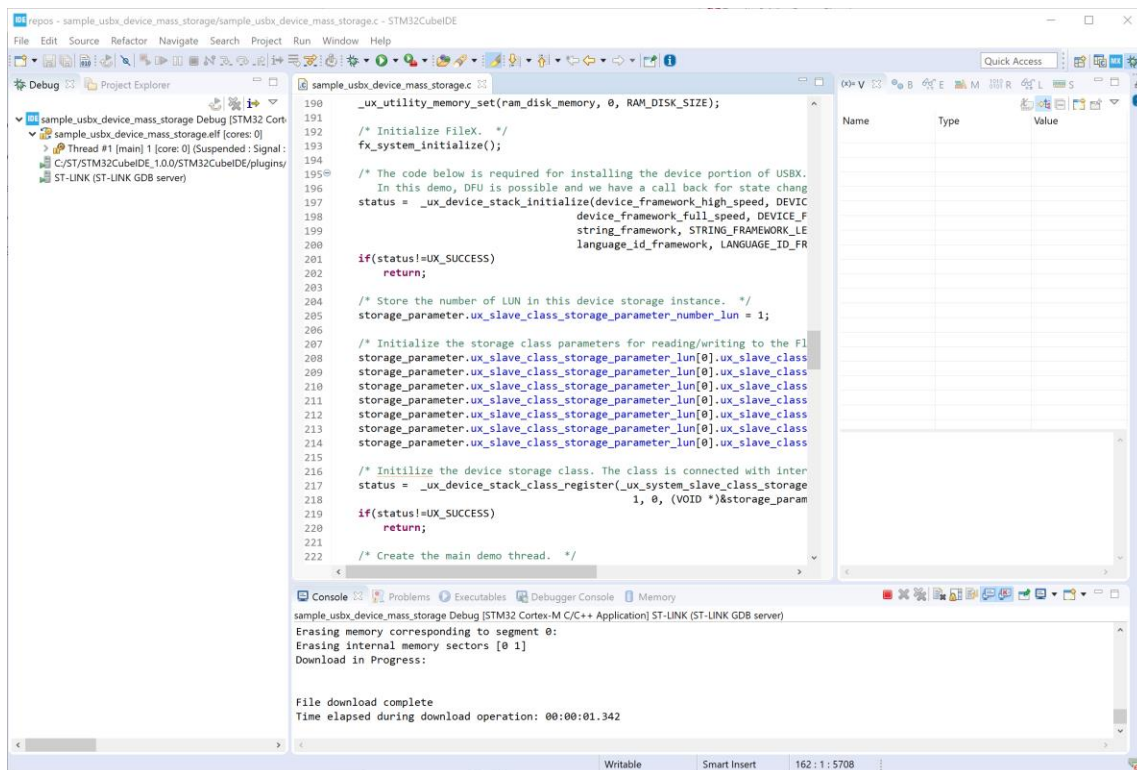 repos - sample_usbx_device_mass_storage/sample_usbx_device_mass_storage.c - STM32CubeIDE
File Edit Source Refactor Navigate Search Project Run Window Help
Quick Access
Debug Project Explorer
sample_usbx_device_mass_storage Debug [STM32 Cort
sample_usbx_device_mass_storage.elf [cores: 0]
Thread #1 [main] 1 [core: 0] (Suspended : Signal :
C:/ST/STM32CubeIDE_1.0.0/STM32CubeIDE/plugins/
ST-LINK (ST-LINK GDB server)
sample_usbx_device_mass_storage.c
190 _ux_utility_memory_set(ram_disk_memory, 0, RAM_DISK_SIZE);
191
192 /* Initialize FileX. */
193 fx_system_initialize();
194
195 /* The code below is required for installing the device portion of USBX.
196 In this demo, DFU is possible and we have a call back for state chang
197 status = _ux_device_stack_initialize(device_framework_high_speed, DEVIC
198 device_framework_full_speed, DEVICE_F
199 string_framework, STRING_FRAMEWORK_LE
200 language_id_framework, LANGUAGE_ID_FR
201 if(status!=UX_SUCCESS)
202 return;
203
204 /* Store the number of LUN in this device storage instance. */
205 storage_parameter.ux_slave_class_storage_parameter_number_lun = 1;
206
207 /* Initialize the storage class parameters for reading/writing to the Fl
208 storage_parameter.ux_slave_class_storage_parameter_lun[0].ux_slave_class
209 storage_parameter.ux_slave_class_storage_parameter_lun[0].ux_slave_class
210 storage_parameter.ux_slave_class_storage_parameter_lun[0].ux_slave_class
211 storage_parameter.ux_slave_class_storage_parameter_lun[0].ux_slave_class
212 storage_parameter.ux_slave_class_storage_parameter_lun[0].ux_slave_class
213 storage_parameter.ux_slave_class_storage_parameter_lun[0].ux_slave_class
214 storage_parameter.ux_slave_class_storage_parameter_lun[0].ux_slave_class
215
216 /* Initilize the device storage class. The class is connected with inter
217 status = _ux_device_stack_class_register(_ux_system_slave_class_storage
218 1, 0, (VOID *)&storage_param
219 if(status!=UX_SUCCESS)
220 return;
221
222 /* Create the main demo thread. */
(x)= V B E M R L S
Name Type Value
Console Problems Executables Debugger Console Memory
sample_usbx_device_mass_storage Debug [STM32 Cortex-M C/C++ Application] ST-LINK (ST-LINK GDB server)
Erasing memory corresponding to segment 0:
Erasing internal memory sectors [0 1]
Download in Progress:
File download complete
Time elapsed during download operation: 00:00:01.342
Writable Smart Insert 162 : 1 : 5708